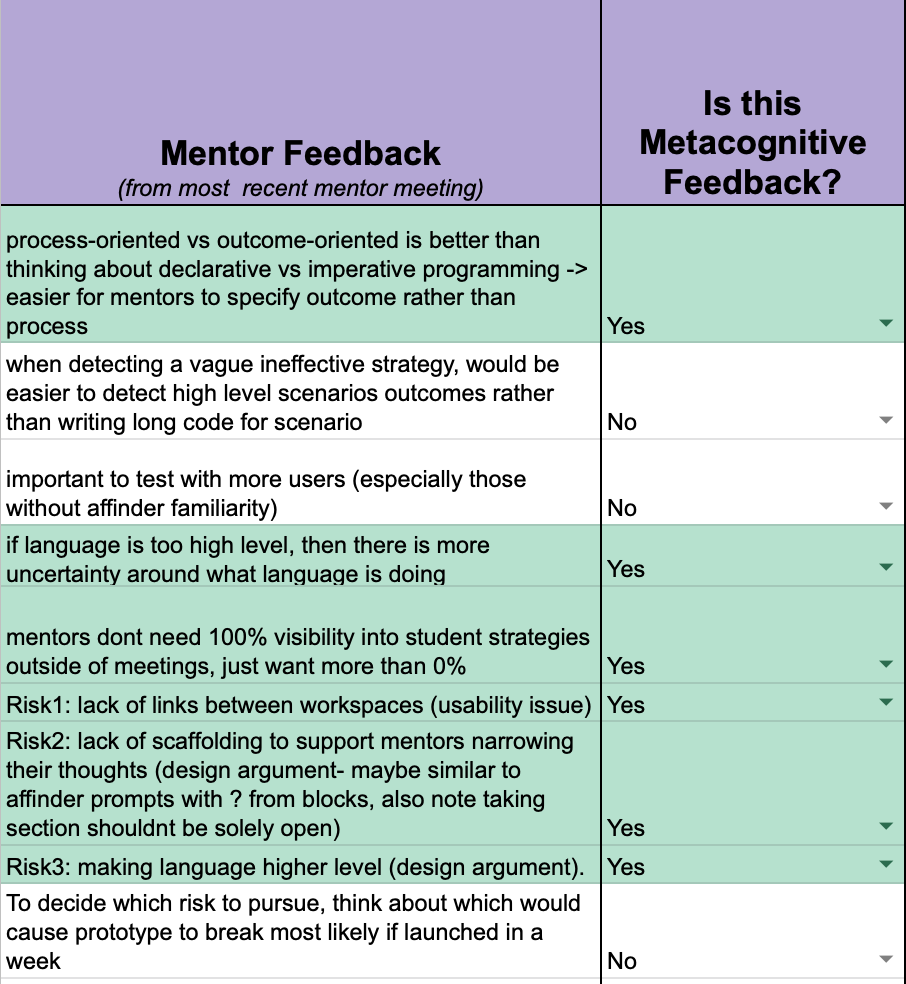 Mentor Feedback
(from most recent mentor meeting)
Is this
Metacognitive
Feedback?
process-oriented vs outcome-oriented is better than
thinking about declarative vs imperative programming ->
easier for mentors to specify outcome rather than
process
Yes
when detecting a vague ineffective strategy, would be
easier to detect high level scenarios outcomes rather
than writing long code for scenario
No
important to test with more users (especially those
without affinder familiarity)
No
if language is too high level, then there is more
uncertainty around what language is doing
Yes
mentors dont need 100% visibility into student strategies
outside of meetings, just want more than 0%
Yes
Risk1: lack of links between workspaces (usability issue)
Yes
Risk2: lack of scaffolding to support mentors narrowing
their thoughts (design argument- maybe similar to
affinder prompts with ? from blocks, also note taking
section shouldnt be solely open)
Yes
Risk3: making language higher level (design argument).
Yes
To decide which risk to pursue, think about which would
cause prototype to break most likely if launched in a
week
No